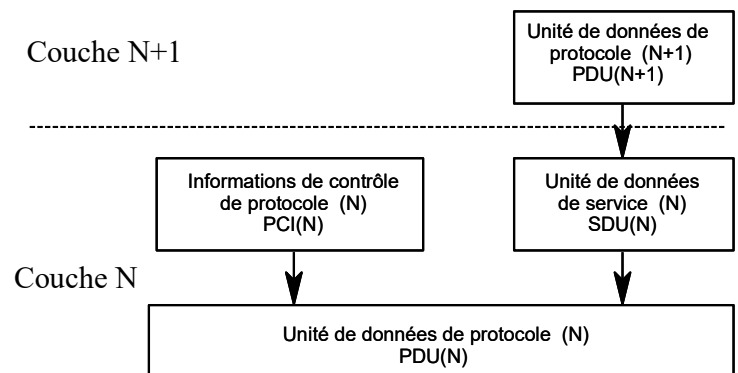 Couche N+1
Unité de données de
protocole (N+1)
PDU(N+1)
Informations de contrôle
de protocole (N)
PCI(N)
Unité de données
de service (N)
SDU(N)
Couche N
Unité de données de protocole (N)
PDU(N)